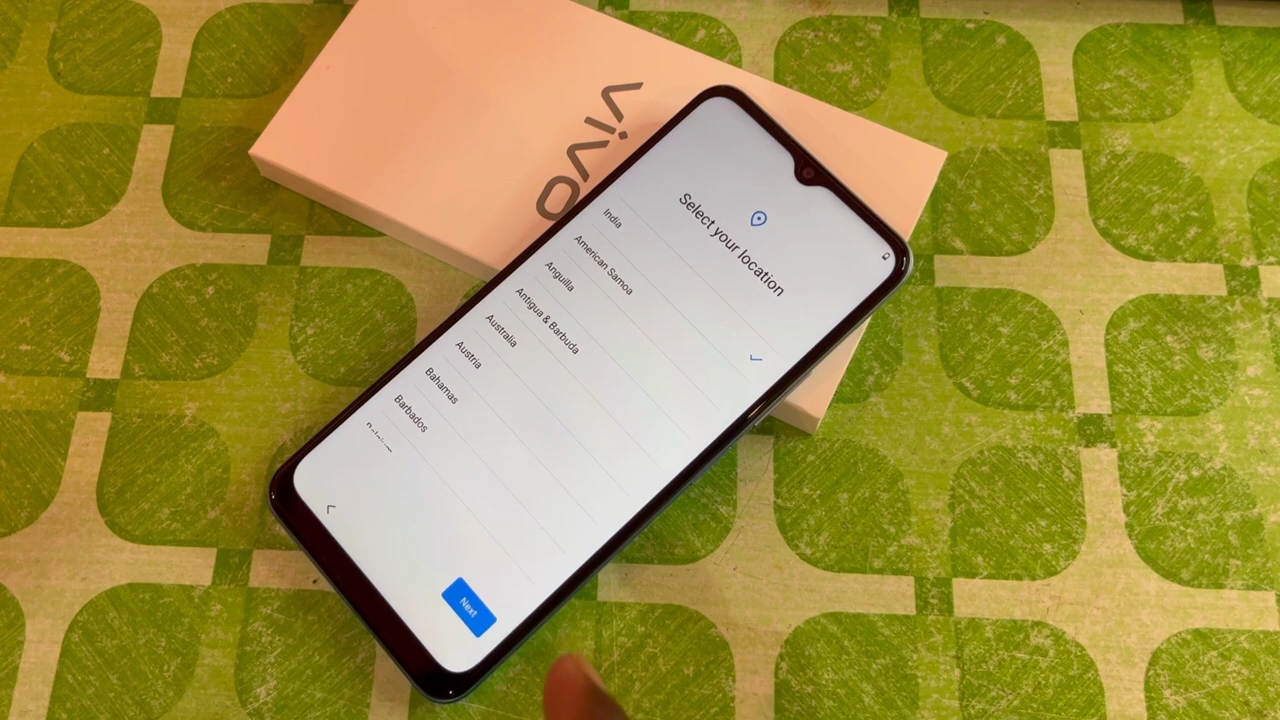 vivo
Select your location
India
American Samoa
Anguilla
Antigua & Barbuda
Australia
Austria
Bahamas
Barbados
Next